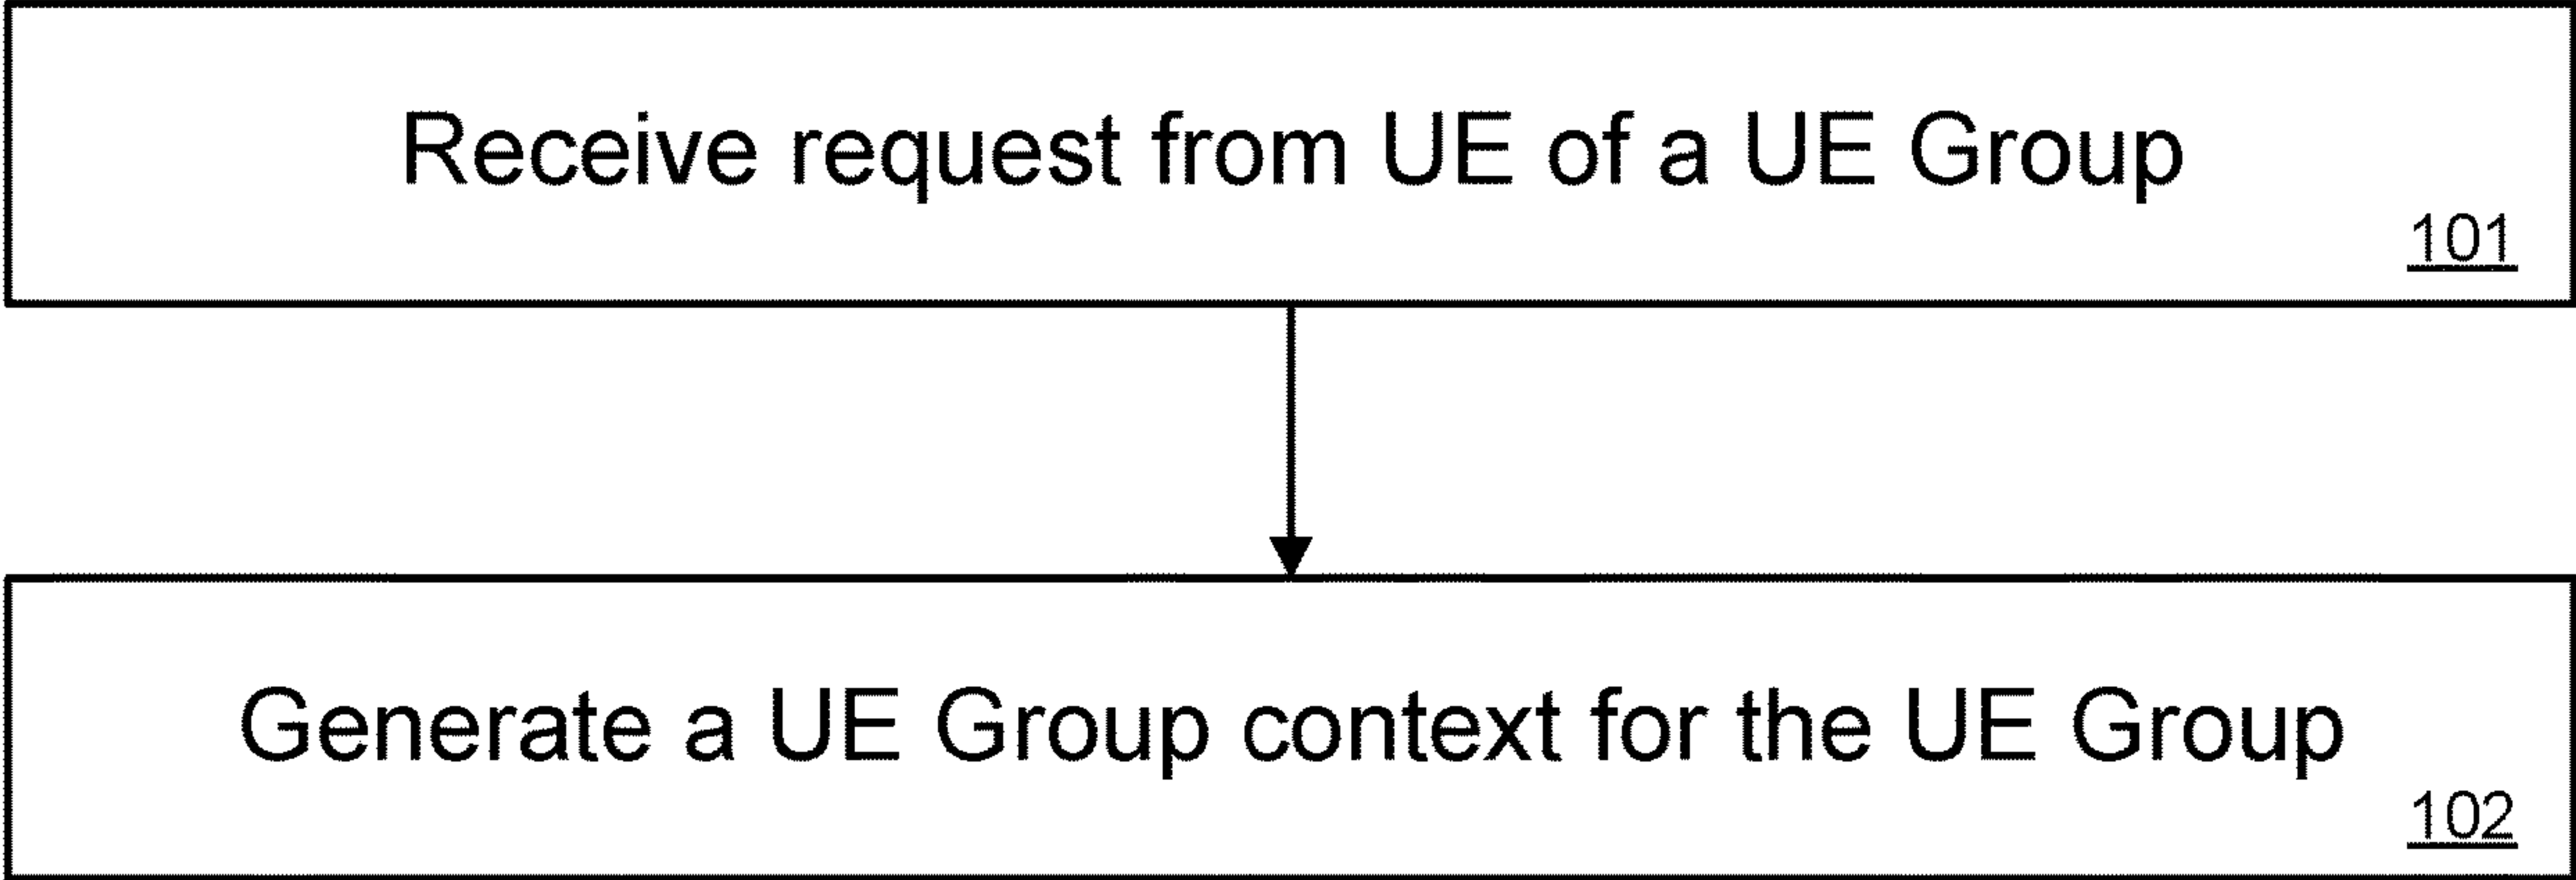 Receive request from UE of a UE Group
101
Generate a UE Group context for the UE Group
102